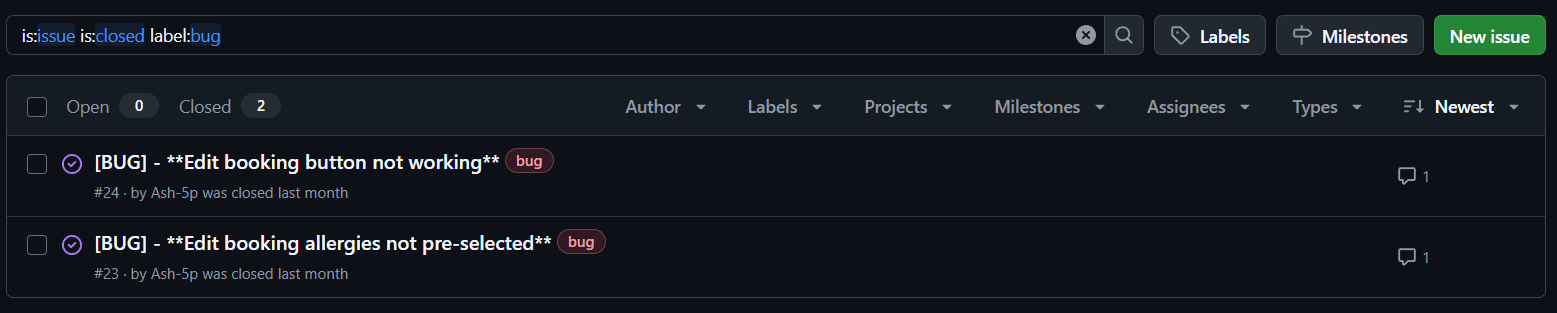 is:issue is:closed label:bug
Labels
Milestones
New issue
Open 0 Closed 2 Author Labels Projects Milestones Assignees Types Newest
[BUG] - **Edit booking button not working** bug
#24 · by Ash-5p was closed last month
1
[BUG] - **Edit booking allergies not pre-selected** bug
#23 · by Ash-5p was closed last month
1